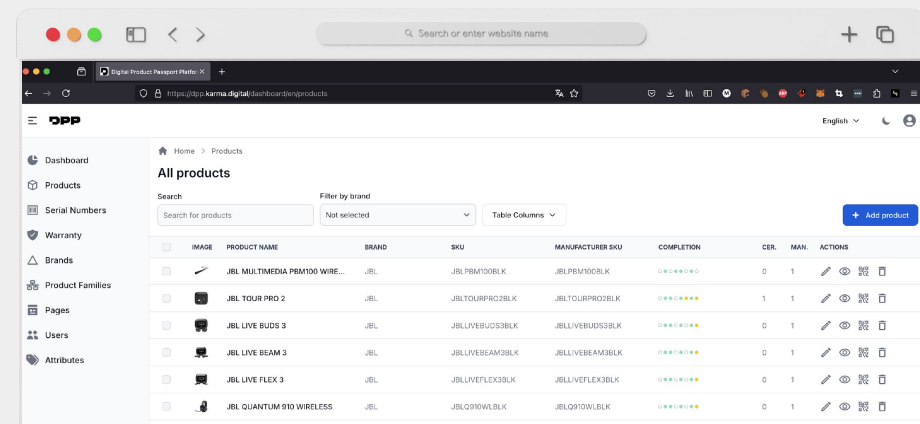 Search or enter website name
Digital Product Passport Platfo
https://dpp.karma.digital/dashboard/en/products
DPP
English
Dashboard
Products
Serial Numbers
Warranty
Brands
Product Families
Pages
Users
Attributes
Home > Products
All products
Search
Filter by brand
Search for products
Not selected
Table Columns
+ Add product
IMAGE PRODUCT NAME BRAND SKU MANUFACTURER SKU COMPLETION CER. MAN. ACTIONS
JBL MULTIMEDIA PBM100 WIRE... JBL JBLPBM100BLK JBLPBM100BLK 0 1
JBL TOUR PRO 2 JBL JBLTOURPRO2BLK JBLTOURPRO2BLK 1 1
JBL LIVE BUDS 3 JBL JBLLIVEBUDS3BLK JBLLIVEBUDS3BLK 0 1
JBL LIVE BEAM 3 JBL JBLLIVEBEAM3BLK JBLLIVEBEAM3BLK 0 1
JBL LIVE FLEX 3 JBL JBLLIVEFLEX3BLK JBLLIVEFLEX3BLK 0 1
JBL QUANTUM 910 WIRELESS JBL JBLQ910WLBLK JBLQ910WLBLK 0 1